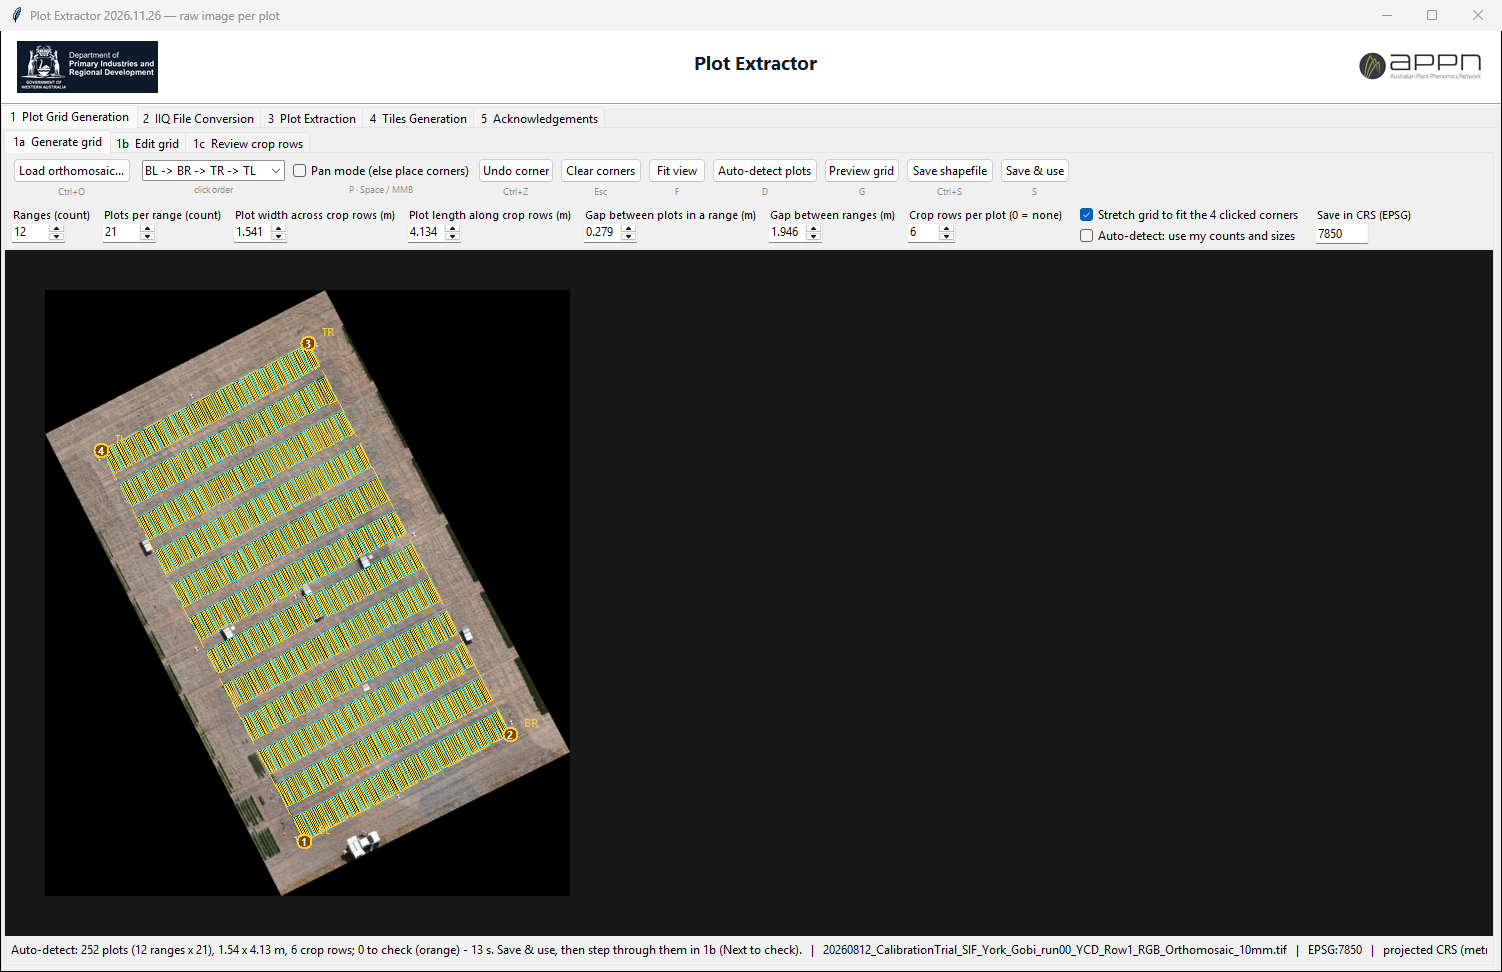 Plot Extractor 2026.11.26 — raw image per plot
Department of
Primary Industries and
Regional Development
GOVERNMENT OF
WESTERN AUSTRALIA
Plot Extractor
appn
Australian Plant Phenomics Network
1 Plot Grid Generation
2 IIQ File Conversion
3 Plot Extraction
4 Tiles Generation
5 Acknowledgements
1a Generate grid
1b Edit grid
1c Review crop rows
Load orthomosaic...
BL -> BR -> TR -> TL
Pan mode (else place corners)
Undo corner
Clear corners
Fit view
Auto-detect plots
Preview grid
Save shapefile
Save & use
Ctrl+O
click order
P · Space / MMB
Ctrl+Z
Esc
F
D
G
Ctrl+S
S
Ranges (count)
Plots per range (count)
Plot width across crop rows (m)
Plot length along crop rows (m)
Gap between plots in a range (m)
Gap between ranges (m)
Crop rows per plot (0 = none)
Stretch grid to fit the 4 clicked corners
Save in CRS (EPSG)
12
21
1.541
4.134
0.279
1.946
6
Auto-detect: use my counts and sizes
7850
TR
3
TL
4
BR
2
BL
1
Auto-detect: 252 plots (12 ranges x 21), 1.54 x 4.13 m, 6 crop rows; 0 to check (orange) - 13 s. Save & use, then step through them in 1b (Next to check). | 20260812_CalibrationTrial_SIF_York_Gobi_run00_YCD_Row1_RGB_Orthomosaic_10mm.tif | EPSG:7850 | projected CRS (metr